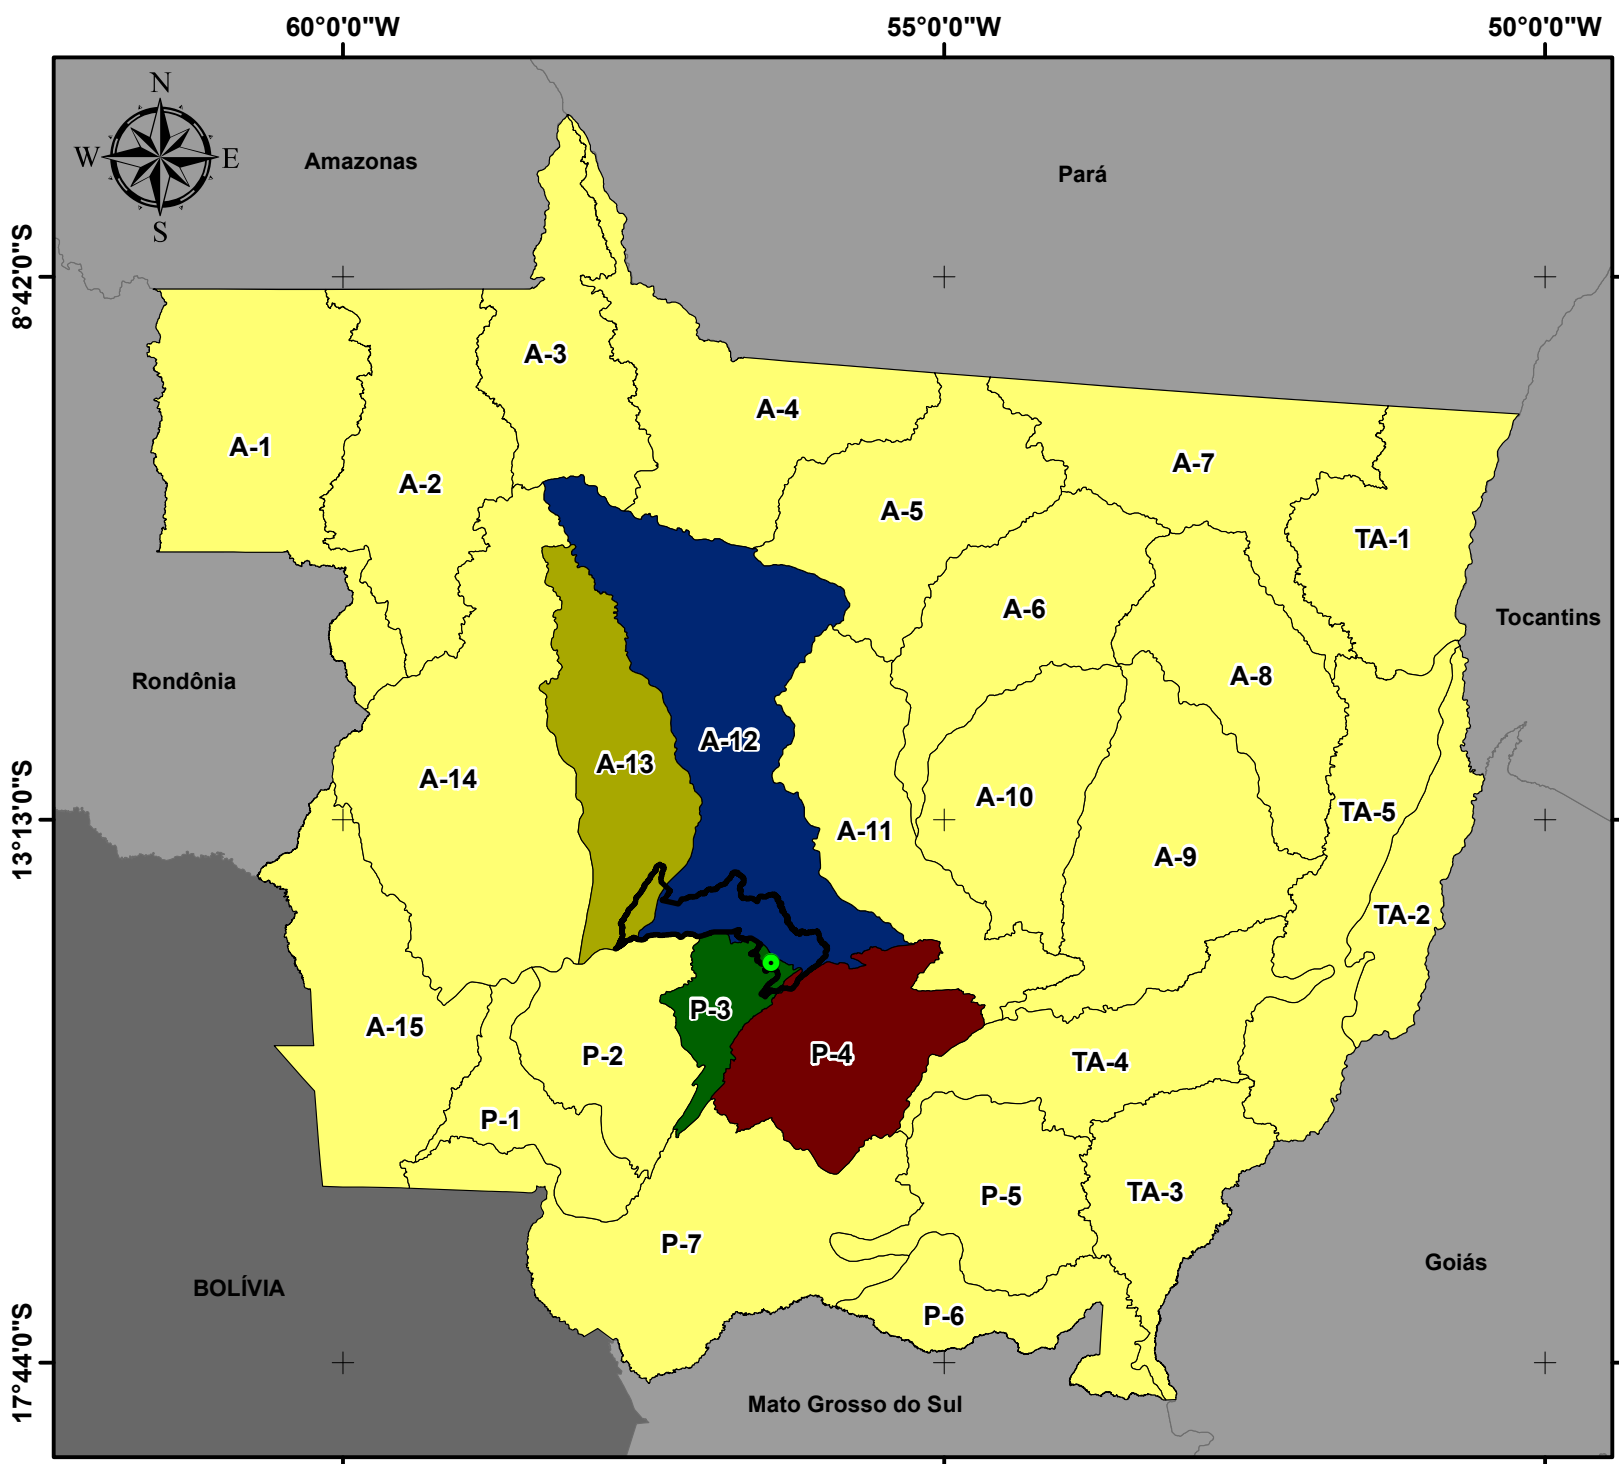 60°0'0"W
55°0'0"W
50°0'0"W
N
W
E
S
Amazonas
Pará
8°42'0"S
A-3
A-4
A-1
A-7
A-2
A-5
TA-1
A-6
Tocantins
Rondônia
A-8
A-12
A-13
A-14
A-10
13°13'0"S
TA-5
A-11
A-9
TA-2
P-3
A-15
P-4
P-2
TA-4
P-1
P-5
TA-3
P-7
Goiás
BOLÍVIA
P-6
17°44'0"S
Mato Grosso do Sul